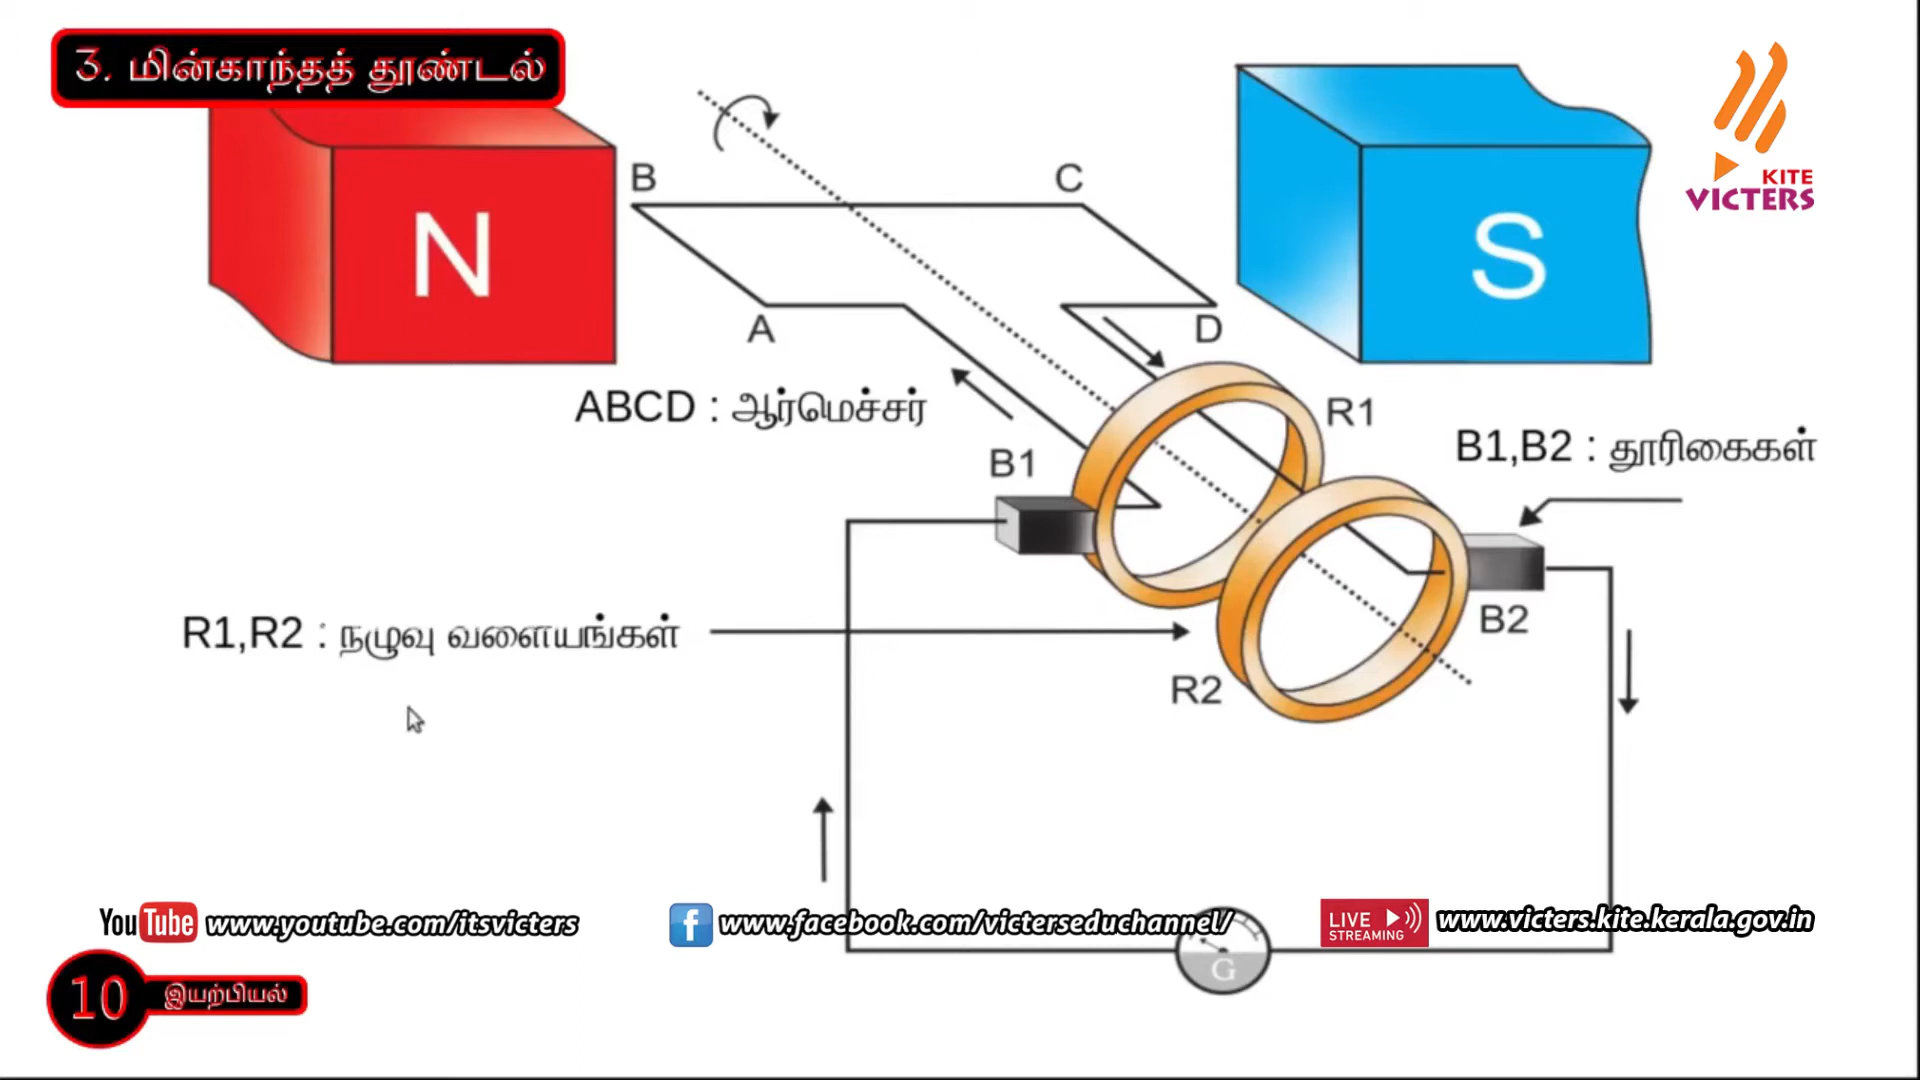 3. மின்காந்தத் தூண்டல்
KITE
VICTERS
N
S
B
C
A
D
ABCD : ஆர்மெச்சர்
R1
B1
B1,B2 : தூரிகைகள்
R1,R2 : நழுவு வளையங்கள்
B2
R2
YouTube www.youtube.com/itsvicters
f www.facebook.com/victerseduchannel/
LIVE STREAMING www.victers.kite.kerala.gov.in
G
10 இயற்பியல்